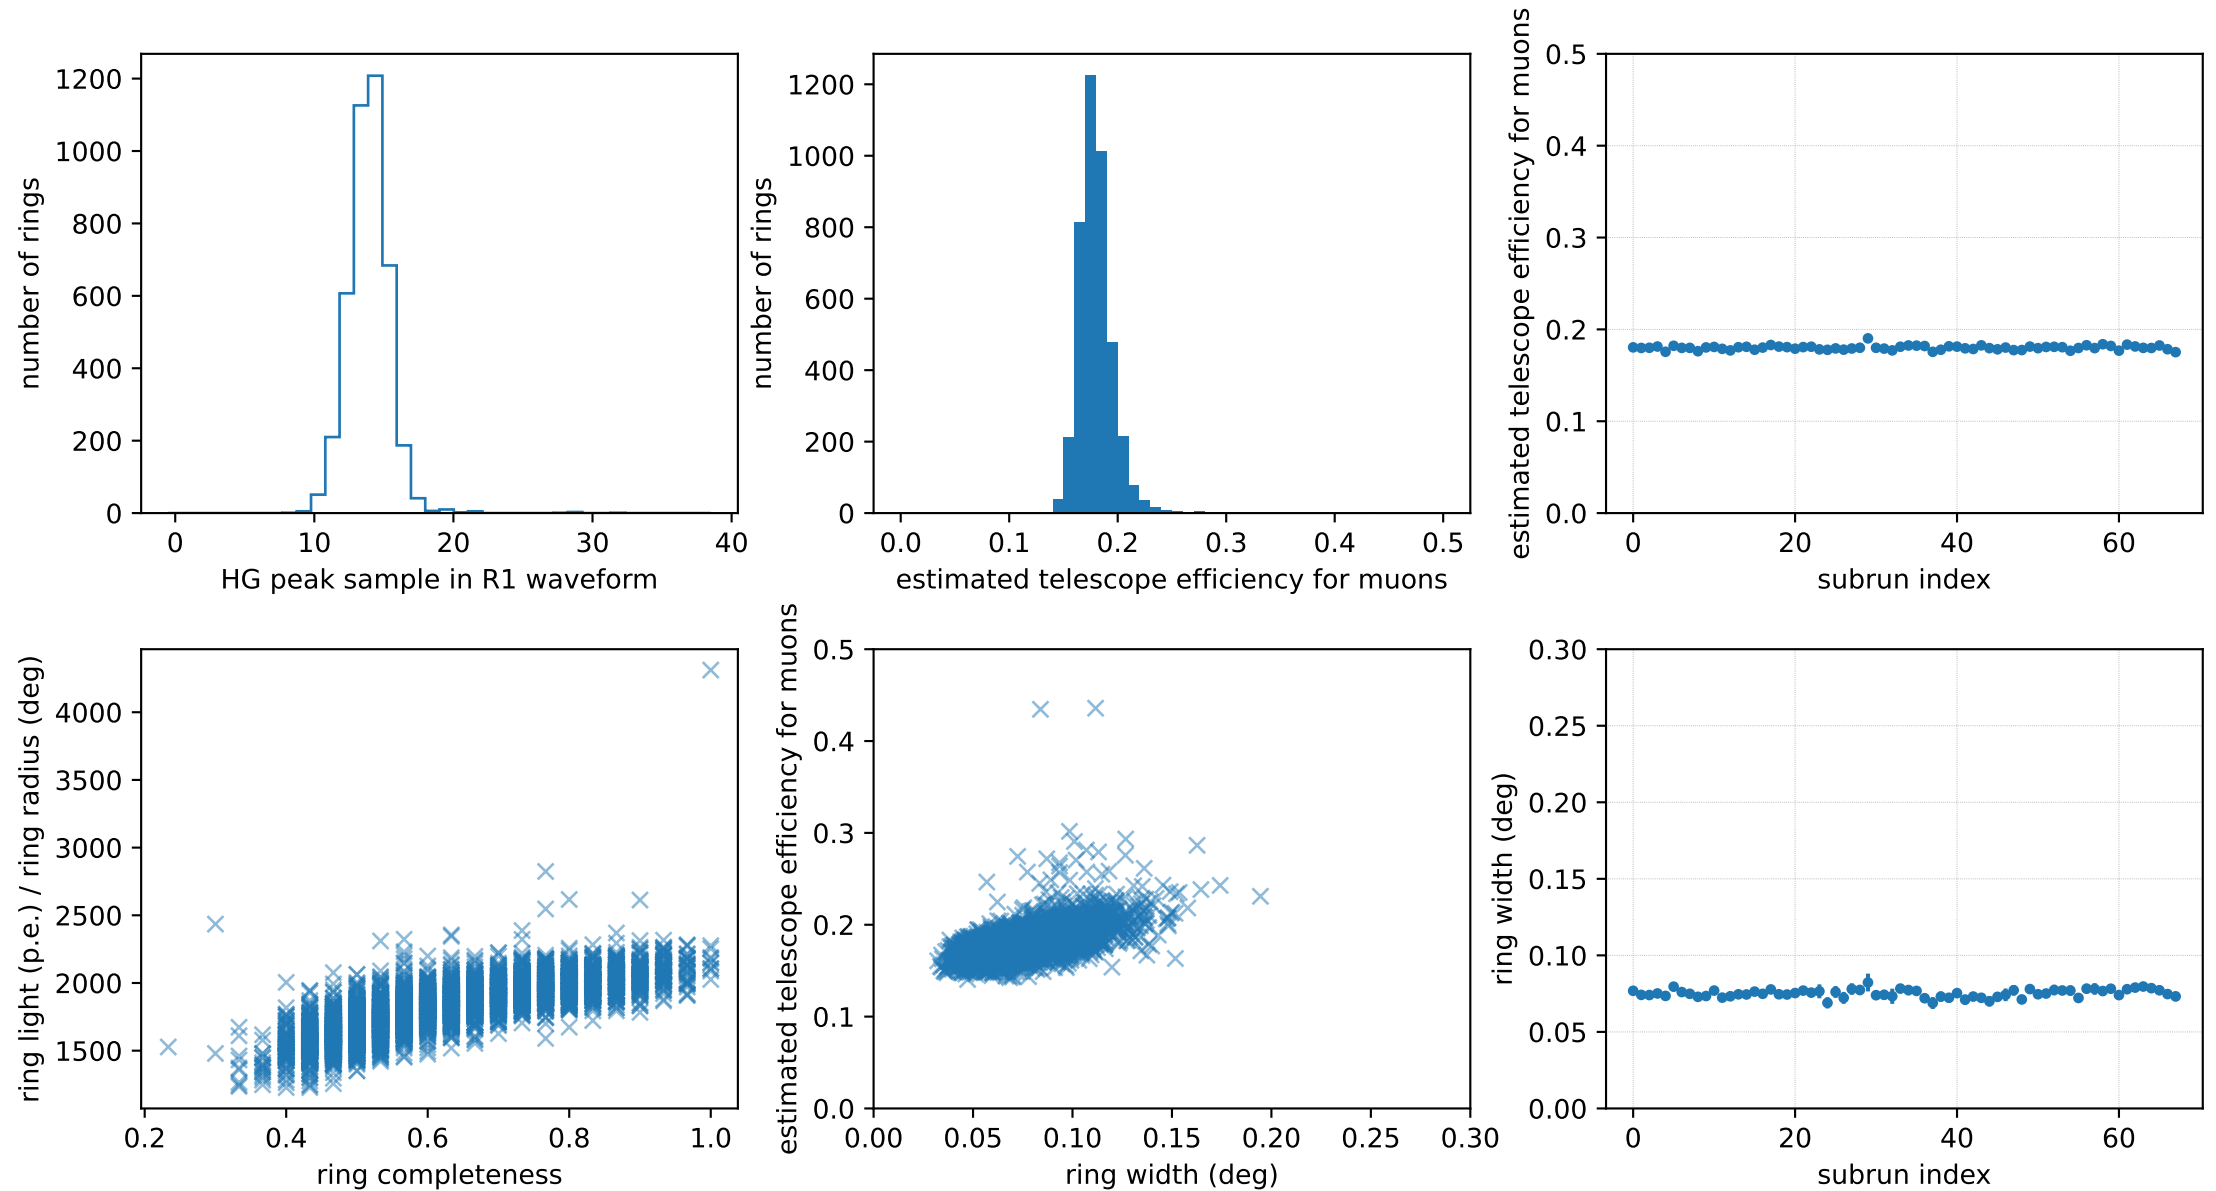 number of rings
1200
1000
800
600
400
200
0
0 10 20 30 40
HG peak sample in R1 waveform
number of rings
1200
1000
800
600
400
200
0
0.0 0.1 0.2 0.3 0.4 0.5
estimated telescope efficiency for muons
estimated telescope efficiency for muons
0.5
0.4
0.3
0.2
0.1
0.0
0 20 40 60
subrun index
ring light (p.e.) / ring radius (deg)
4000
3500
3000
2500
2000
1500
0.2 0.4 0.6 0.8 1.0
ring completeness
estimated telescope efficiency for muons
0.5
0.4
0.3
0.2
0.1
0.0
0.00 0.05 0.10 0.15 0.20 0.25 0.30
ring width (deg)
ring width (deg)
0.30
0.25
0.20
0.15
0.10
0.05
0.00
0 20 40 60
subrun index